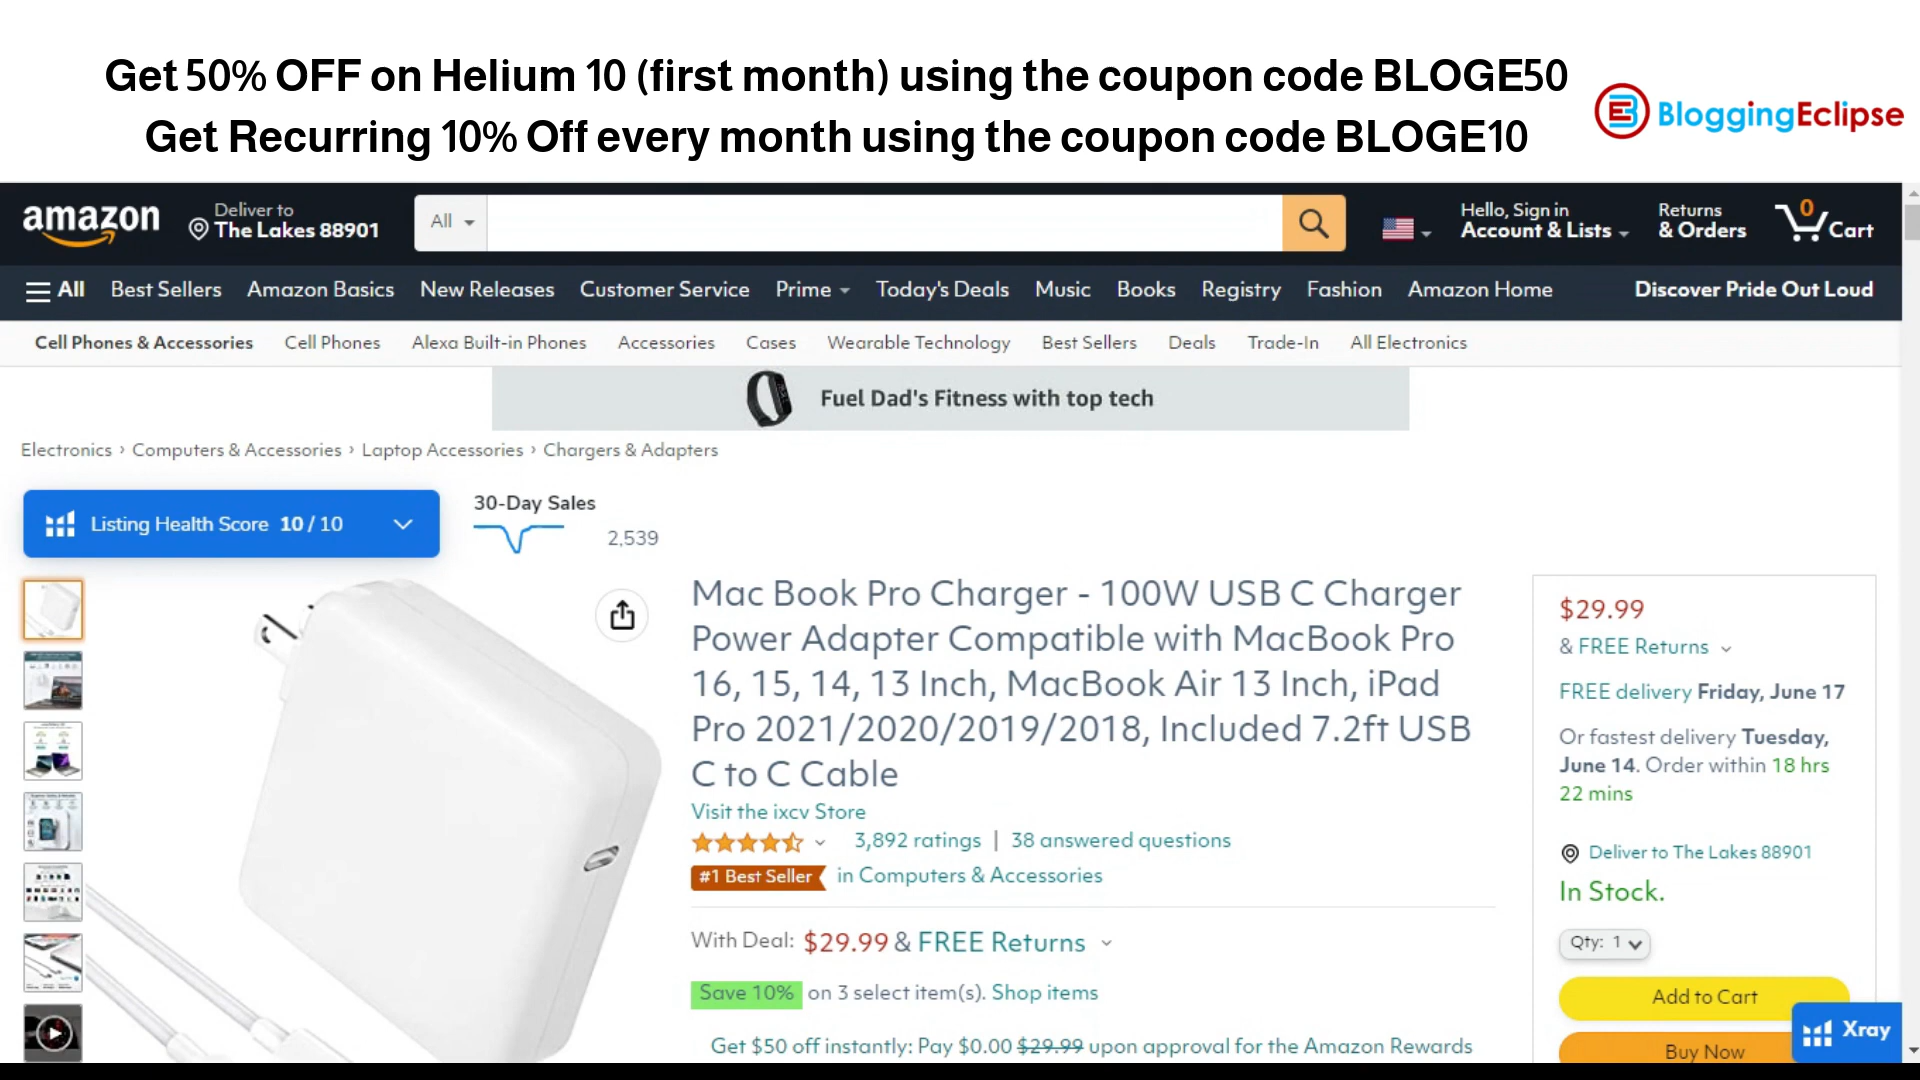 Get 50% OFF on Helium 10 (first month) using the coupon code BLOGE50
Get Recurring 10% Off every month using the coupon code BLOGE10
BloggingEclipse
amazon
Deliver to
The Lakes 88901
All
Hello, Sign in
Account & Lists
Returns
& Orders
0
Cart
All Best Sellers Amazon Basics New Releases Customer Service Prime Today's Deals Music Books Registry Fashion Amazon Home Discover Pride Out Loud
Cell Phones & Accessories Cell Phones Alexa Built-in Phones Accessories Cases Wearable Technology Best Sellers Deals Trade-In All Electronics
Fuel Dad's Fitness with top tech
Electronics › Computers & Accessories › Laptop Accessories › Chargers & Adapters
Listing Health Score 10 / 10
30-Day Sales
2,539
Mac Book Pro Charger - 100W USB C Charger
Power Adapter Compatible with MacBook Pro
16, 15, 14, 13 Inch, MacBook Air 13 Inch, iPad
Pro 2021/2020/2019/2018, Included 7.2ft USB
C to C Cable
Visit the ixcv Store
3,892 ratings | 38 answered questions
#1 Best Seller in Computers & Accessories
With Deal: $29.99 & FREE Returns
Save 10% on 3 select item(s). Shop items
Get $50 off instantly: Pay $0.00 $29.99 upon approval for the Amazon Rewards
$29.99
& FREE Returns
FREE delivery Friday, June 17
Or fastest delivery Tuesday,
June 14. Order within 18 hrs
22 mins
Deliver to The Lakes 88901
In Stock.
Qty: 1
Add to Cart
Xray
Buy Now